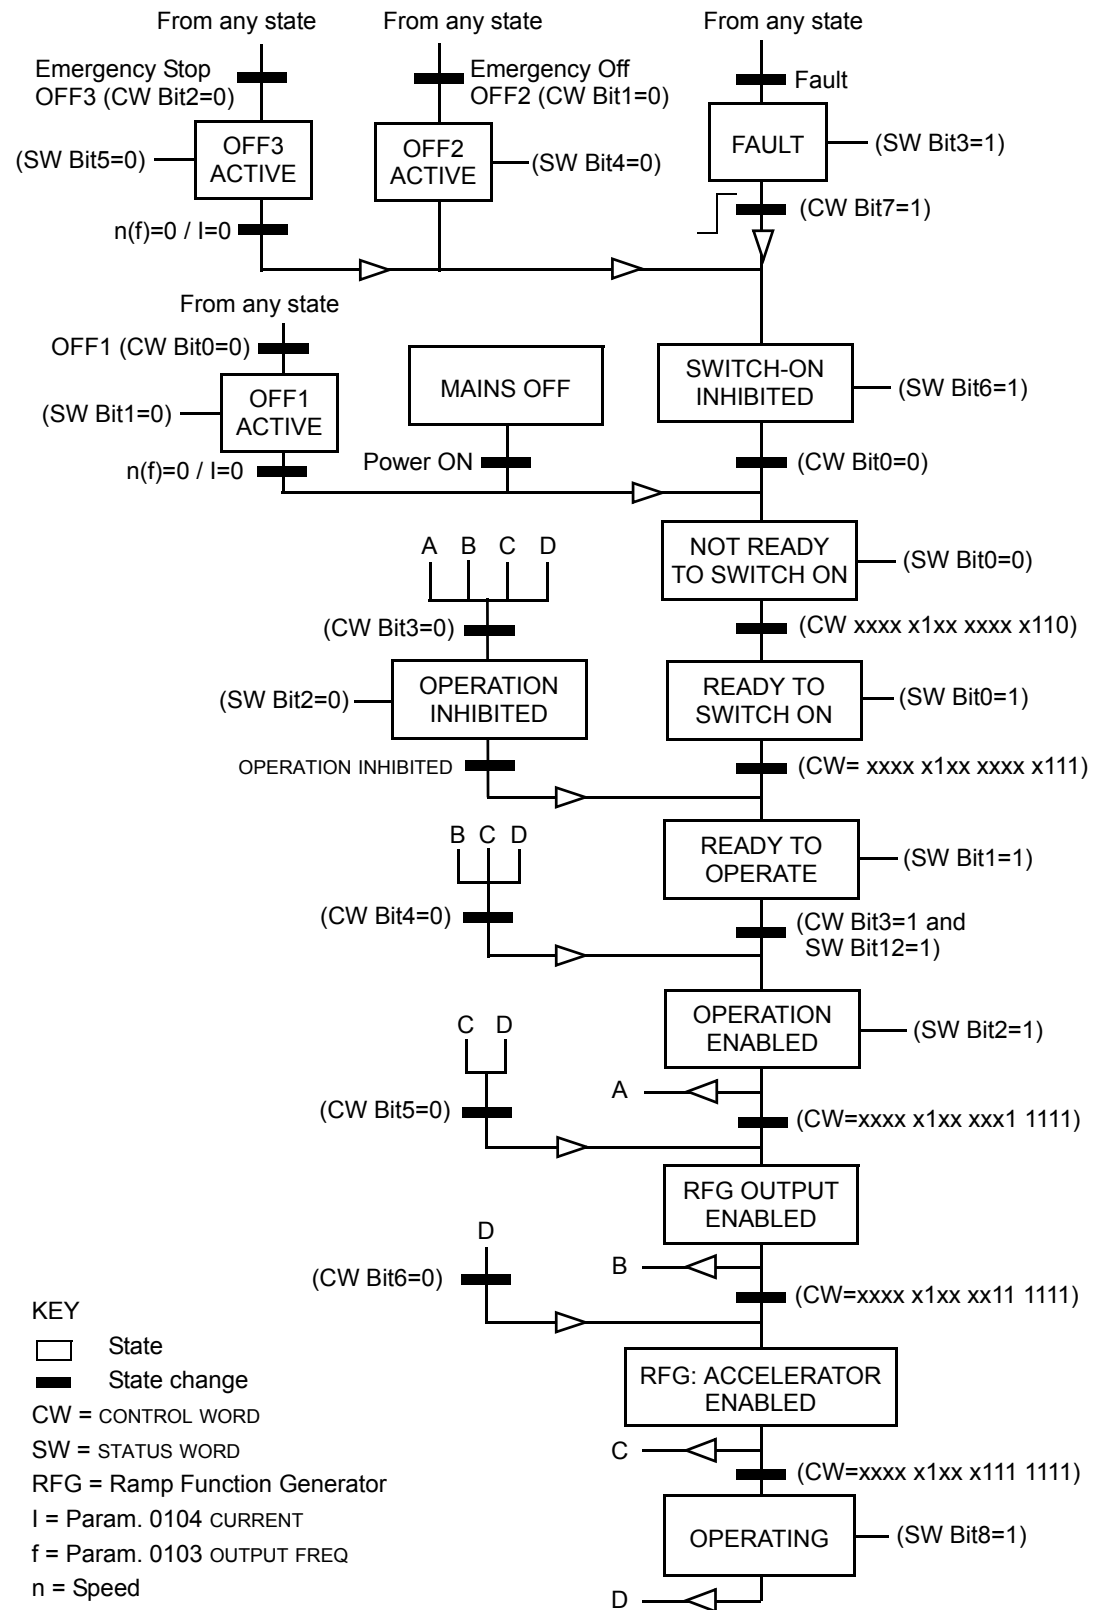 From any state
From any state
From any state
Emergency Stop
OFF3 (CW Bit2=0)
Emergency Off
OFF2 (CW Bit1=0)
Fault
OFF3
ACTIVE
(SW Bit5=0)
OFF2
ACTIVE
(SW Bit4=0)
FAULT
(SW Bit3=1)
n(f)=0 / I=0
(CW Bit7=1)
From any state
OFF1 (CW Bit0=0)
(SW Bit1=0)
OFF1
ACTIVE
MAINS OFF
SWITCH-ON
INHIBITED
(SW Bit6=1)
n(f)=0 / I=0
Power ON
(CW Bit0=0)
A B C D
NOT READY
TO SWITCH ON
(SW Bit0=0)
(CW Bit3=0)
(CW xxxx x1xx xxxx x110)
(SW Bit2=0)
OPERATION
INHIBITED
READY TO
SWITCH ON
(SW Bit0=1)
OPERATION INHIBITED
(CW= xxxx x1xx xxxx x111)
B C D
READY TO
OPERATE
(SW Bit1=1)
(CW Bit4=0)
(CW Bit3=1 and
SW Bit12=1)
C D
OPERATION
ENABLED
(SW Bit2=1)
A
(CW Bit5=0)
(CW=xxxx x1xx xxx1 1111)
RFG OUTPUT
ENABLED
D
B
(CW Bit6=0)
(CW=xxxx x1xx xx11 1111)
RFG: ACCELERATOR
ENABLED
C
(CW=xxxx x1xx x111 1111)
OPERATING
(SW Bit8=1)
D
KEY
State
State change
CW = CONTROL WORD
SW = STATUS WORD
RFG = Ramp Function Generator
I = Param. 0104 CURRENT
f = Param. 0103 OUTPUT FREQ
n = Speed